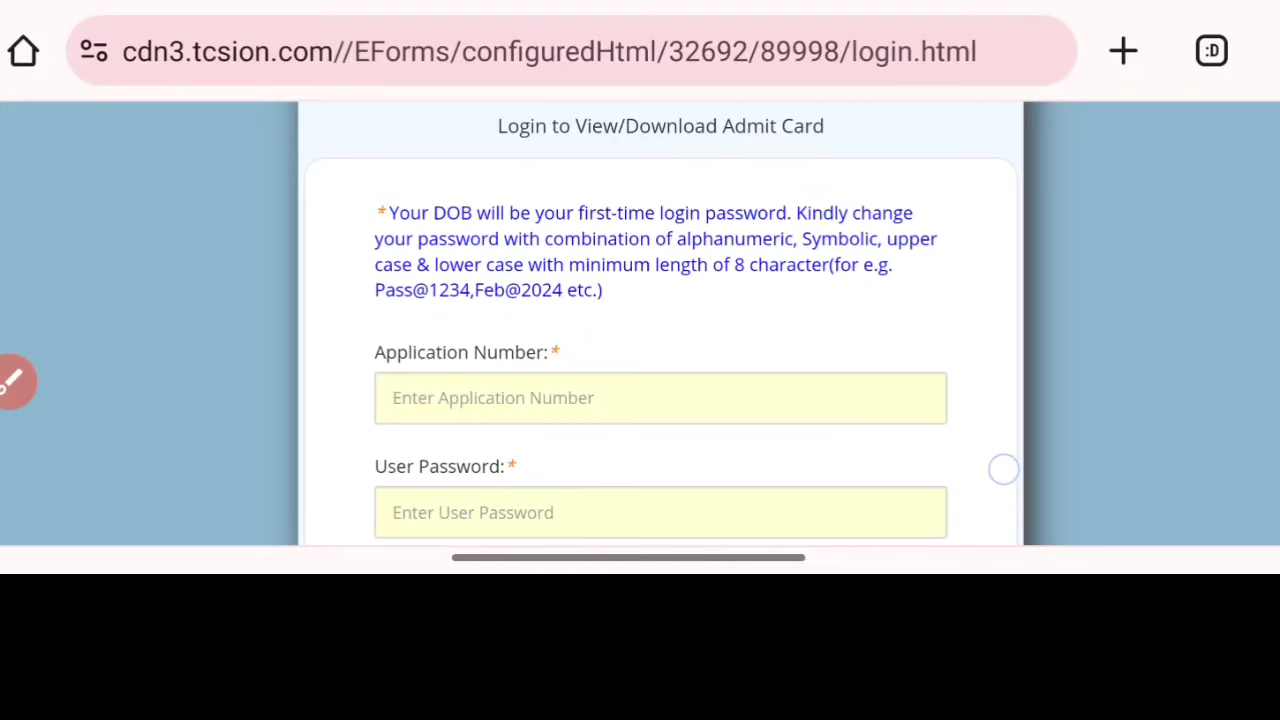 cdn3.tcsion.com//EForms/configuredHtml/32692/89998/login.html
:D
Login to View/Download Admit Card
*Your DOB will be your first-time login password. Kindly change
your password with combination of alphanumeric, Symbolic, upper
case & lower case with minimum length of 8 character(for e.g.
Pass@1234,Feb@2024 etc.)
Application Number:*
Enter Application Number
User Password:*
Enter User Password